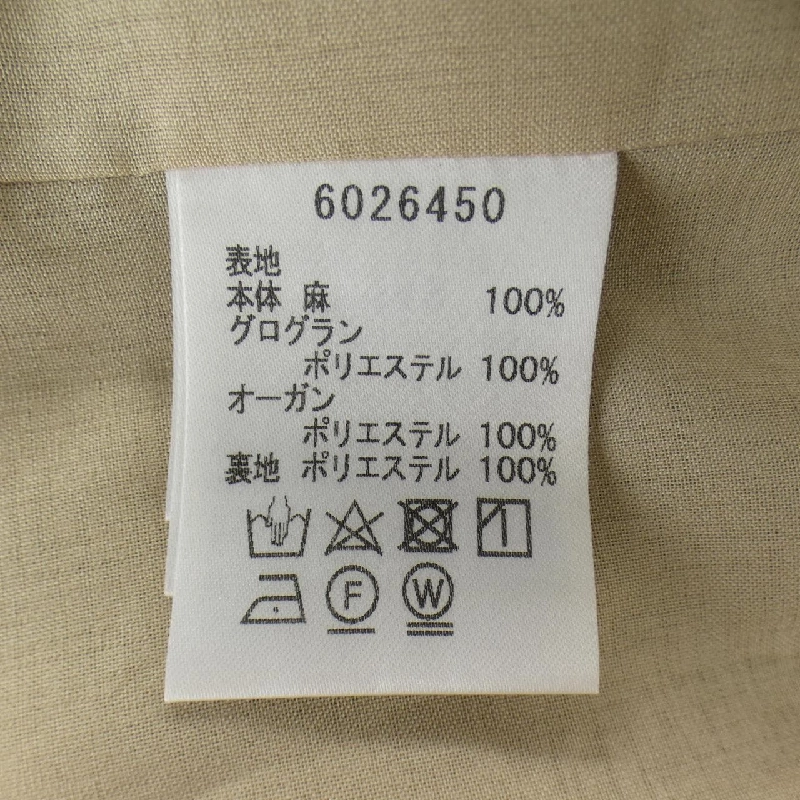 6026450
表地
本体 麻 100%
グログラン
ポリエステル 100%
オーガン
ポリエステル 100%
裏地 ポリエステル 100%
F W